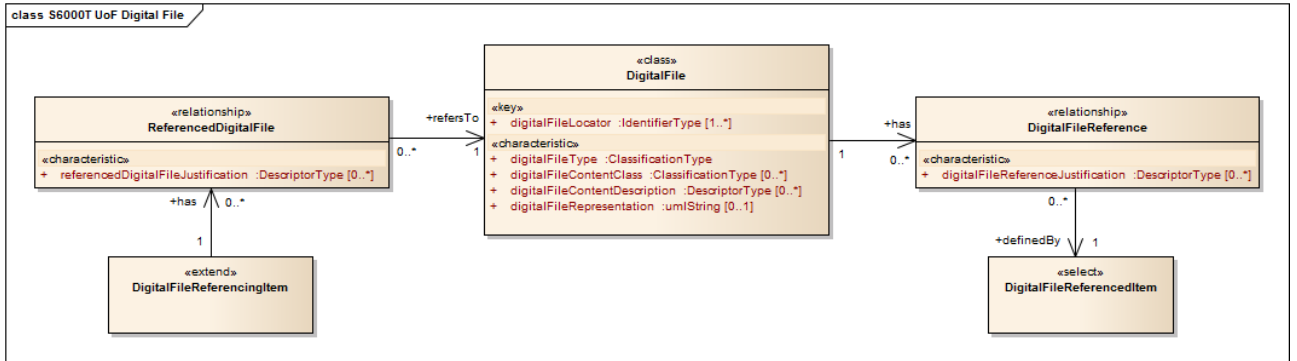 class S6000T UoF Digital File
«class»
DigitalFile
«key»
+ digitalFileLocator :IdentifierType [1..*]
«characteristic»
+ digitalFileType :ClassificationType
+ digitalFileContentClass :ClassificationType [0..*]
+ digitalFileContentDescription :DescriptorType [0..*]
+ digitalFileRepresentation :umlString [0..1]
«relationship»
ReferencedDigitalFile
«characteristic»
+ referencedDigitalFileJustification :DescriptorType [0..*]
+refersTo
0..*
1
+has
1
0..*
«relationship»
DigitalFileReference
«characteristic»
+ digitalFileReferenceJustification :DescriptorType [0..*]
+has
0..*
1
«extend»
DigitalFileReferencingItem
0..*
+definedBy
1
«select»
DigitalFileReferencedItem